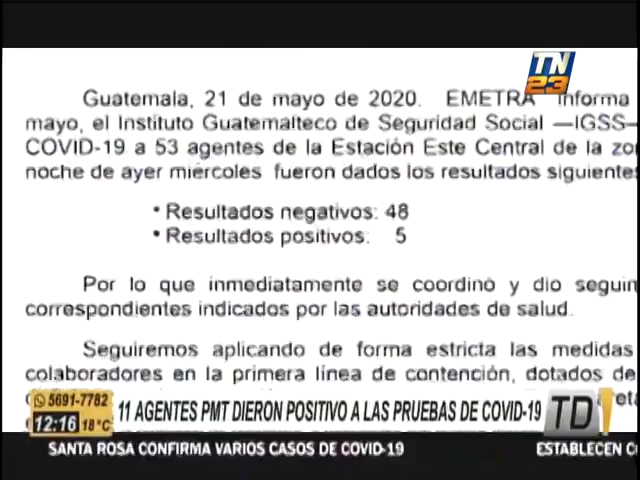 TN
23
Guatemala, 21 de mayo de 2020. EMETRA informa
mayo, el Instituto Guatemalteco de Seguridad Social —IGSS—
COVID-19 a 53 agentes de la Estación Este Central de la zo
noche de ayer miércoles fueron dados los resultados siguientes
• Resultados negativos: 48
• Resultados positivos: 5
Por lo que inmediatamente se coordinó y dio seguim
correspondientes indicados por las autoridades de salud.
Seguiremos aplicando de forma estricta las medidas
colaboradores en la primera línea de contención, dotados de
5691-7782
11 AGENTES PMT DIERON POSITIVO A LAS PRUEBAS DE COVID-19
TD!
12:16 18°C
SANTA ROSA CONFIRMA VARIOS CASOS DE COVID-19
ESTABLECEN